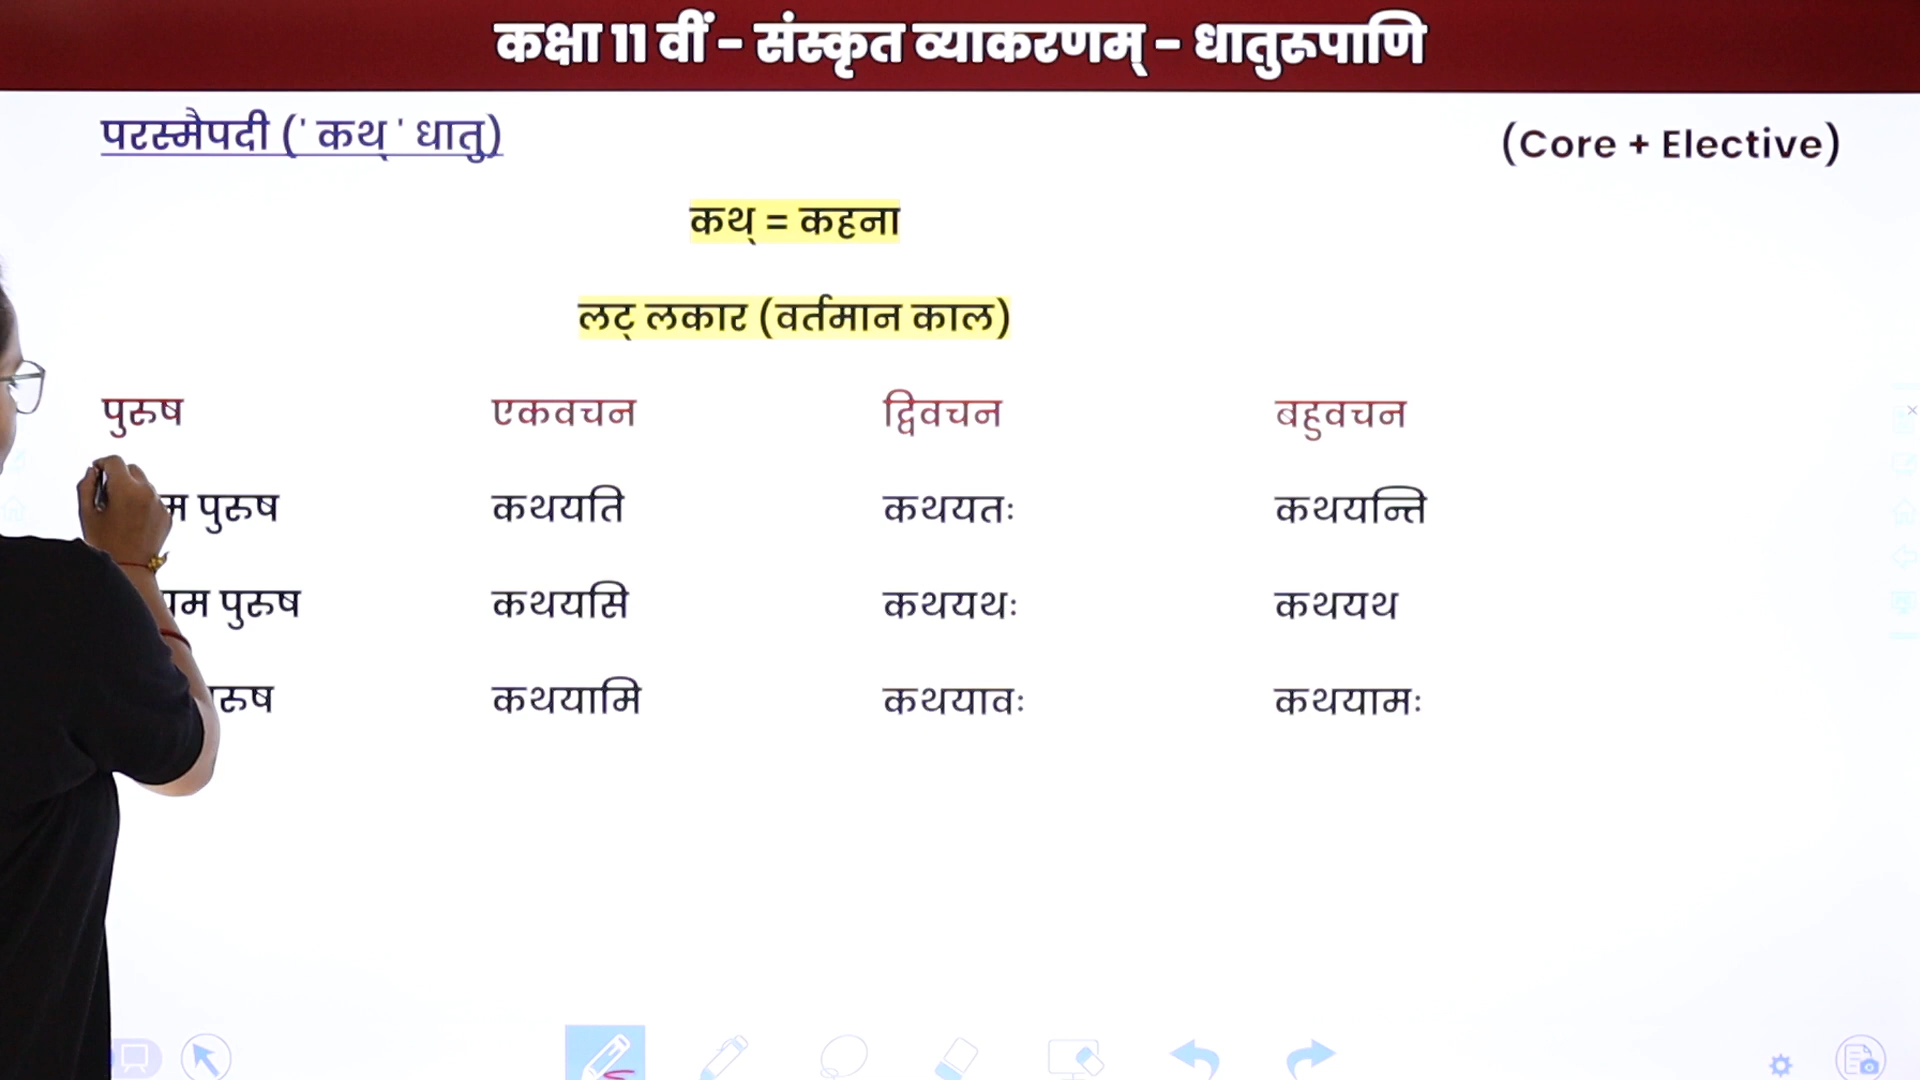 कक्षा 11 वीं - संस्कृत व्याकरणम् - धातुरूपाणि
परस्मैपदी (' कथ् ' धातु)
(Core + Elective)
कथ् = कहना
लट् लकार (वर्तमान काल)
पुरुष एकवचन द्विवचन बहुवचन
पुरुष कथयति कथयतः कथयन्ति
पुरुष कथयसि कथयथः कथयथ
कथयामि कथयावः कथयामः